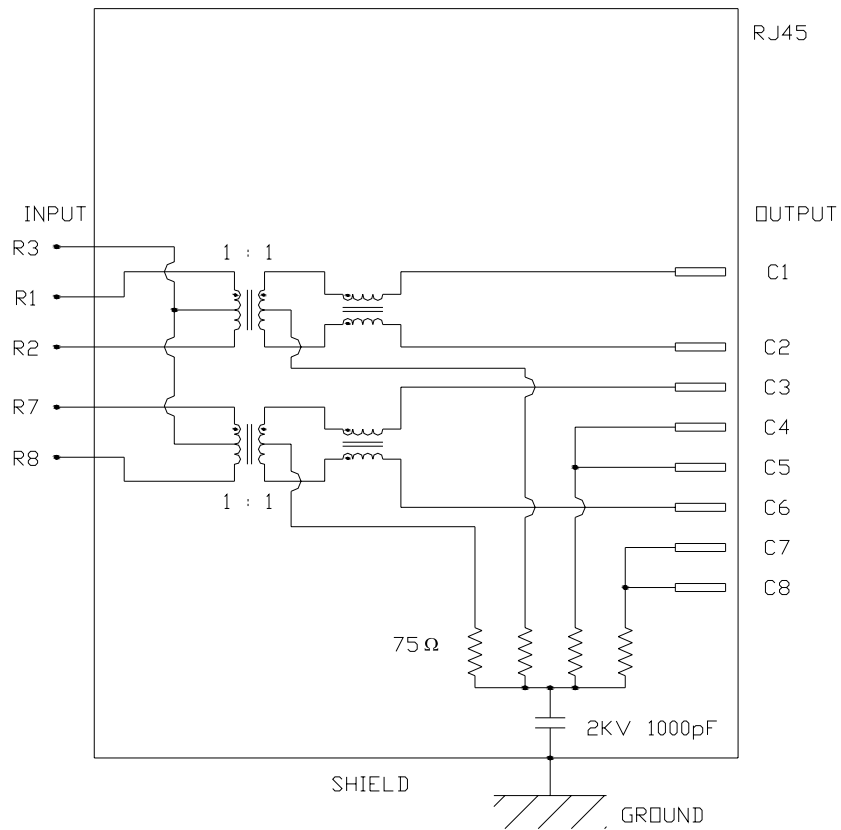 RJ45
INPUT
OUTPUT
R3
1 : 1
C1
R1
R2
C2
C3
R7
C4
R8
C5
1 : 1
C6
C7
C8
75 Ω
2KV 1000pF
SHIELD
GROUND